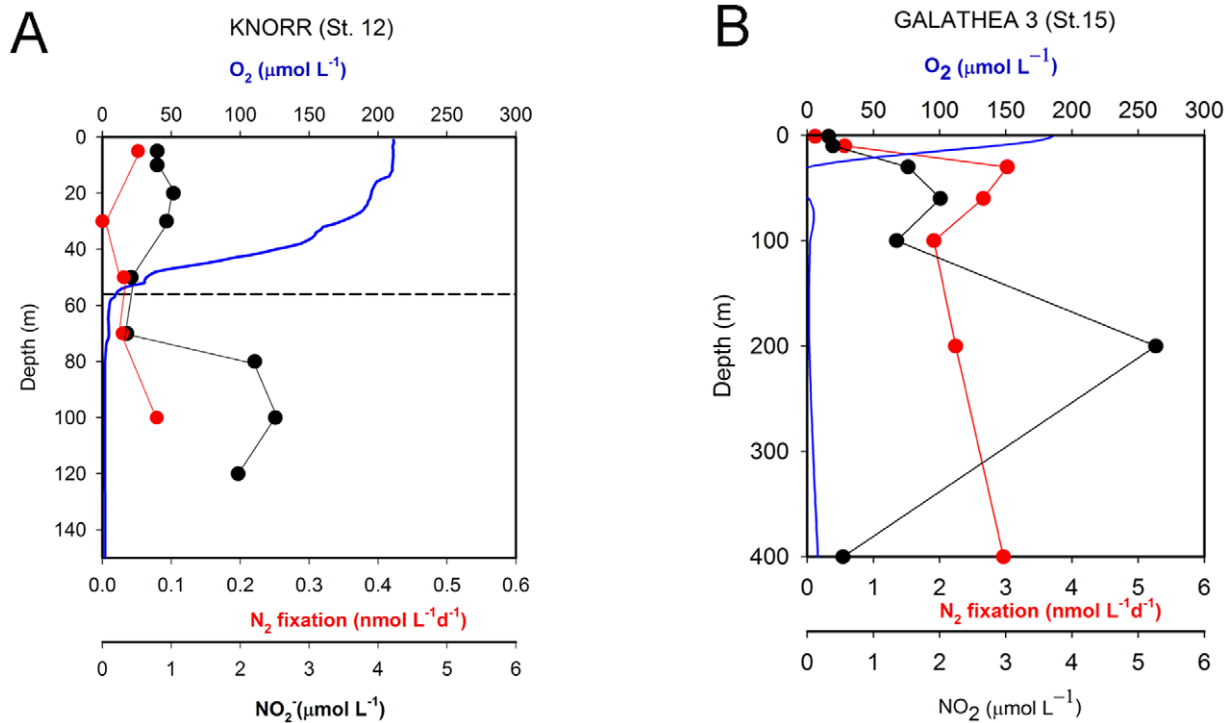 A
KNORR (St. 12)
O₂ (μmol L⁻¹)
0 50 100 150 200 250 300
0
20
40
60
80
100
120
140
Depth (m)
0.0 0.1 0.2 0.3 0.4 0.5 0.6
N₂ fixation (nmol L⁻¹d⁻¹)
0 1 2 3 4 5 6
NO₂⁻(μmol L⁻¹)
B
GALATHEA 3 (St.15)
O₂ (μmol L⁻¹)
0 50 100 150 200 250 300
0
100
200
300
400
Depth (m)
0 1 2 3 4 5 6
N₂ fixation (nmol L⁻¹d⁻¹)
0 1 2 3 4 5 6
NO₂ (μmol L⁻¹)